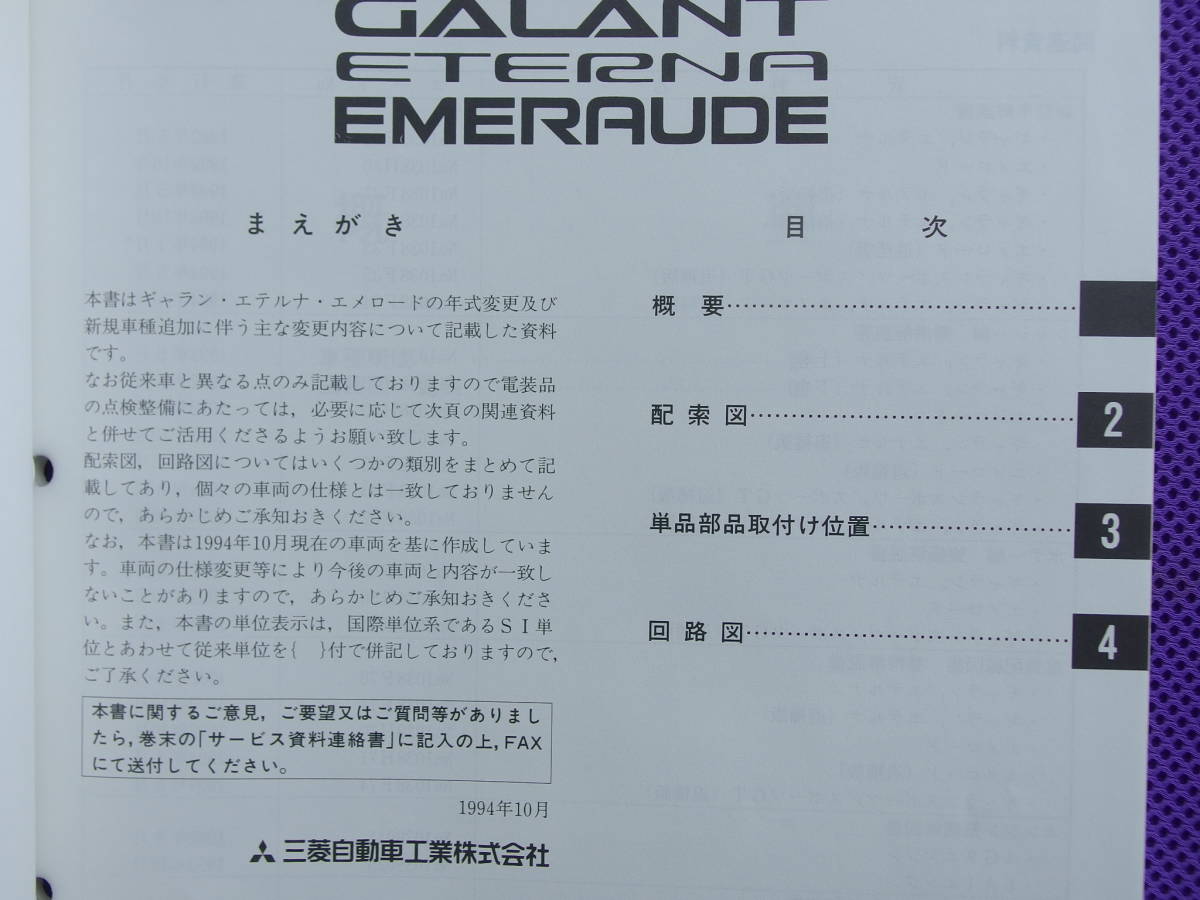 GALANT
ETERNA
EMERAUDE
まえがき
本書はギャラン・エテルナ・エメロードの年式変更及び
新規車種追加に伴う主な変更内容について記載した資料
です。
なお従来車と異なる点のみ記載しておりますので電装品
の点検整備にあたっては，必要に応じて次頁の関連資料
と併せてご活用くださるようお願い致します。
配索図，回路図についてはいくつかの類別をまとめて記
載してあり，個々の車両の仕様とは一致しておりません
ので，あらかじめご承知おきください。
なお，本書は1994年10月現在の車両を基に作成していま
す。車両の仕様変更等により今後の車両と内容が一致し
ないことがありますので，あらかじめご承知おきくださ
い。また，本書の単位表示は，国際単位系であるＳＩ単
位とあわせて従来単位を{　}付で併記しておりますので，
ご了承ください。
本書に関するご意見，ご要望又はご質問等がありまし
たら，巻末の「サービス資料連絡書」に記入の上，FAX
にて送付してください。
1994年10月
三菱自動車工業株式会社
目次
概要……………………………………
配索図…………………………………2
単品部品取付け位置……………………3
回路図…………………………………4